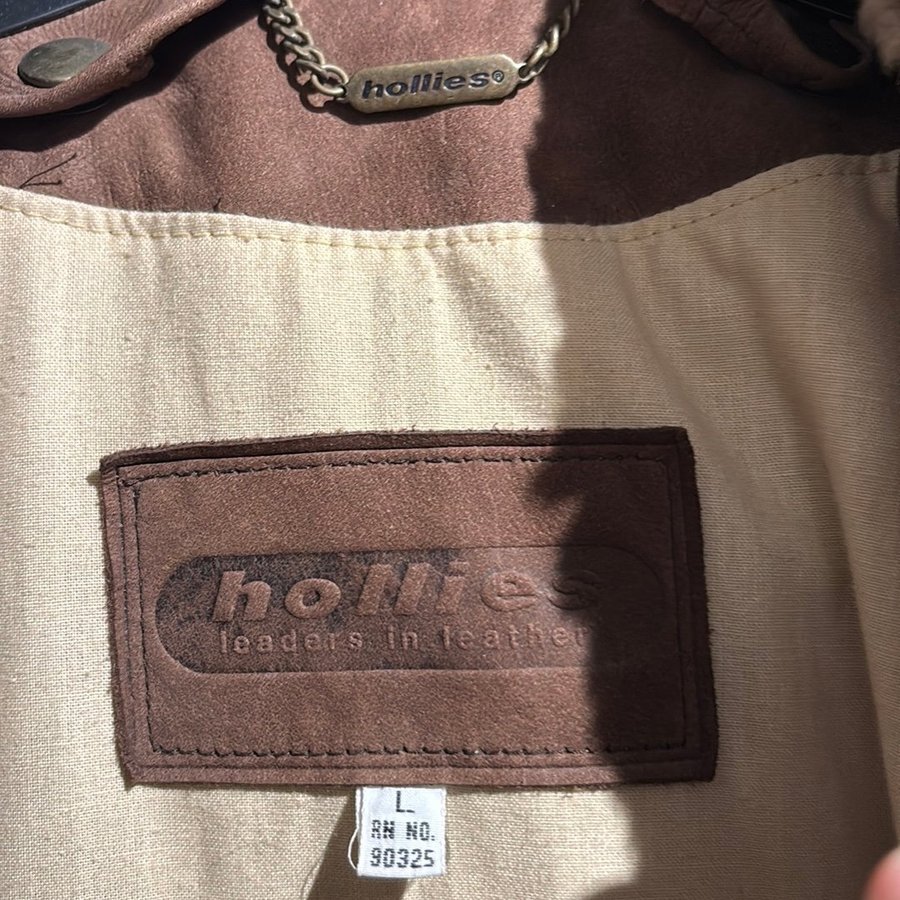 hollies®
hollies
leaders in leather
L
RN NO.
90325